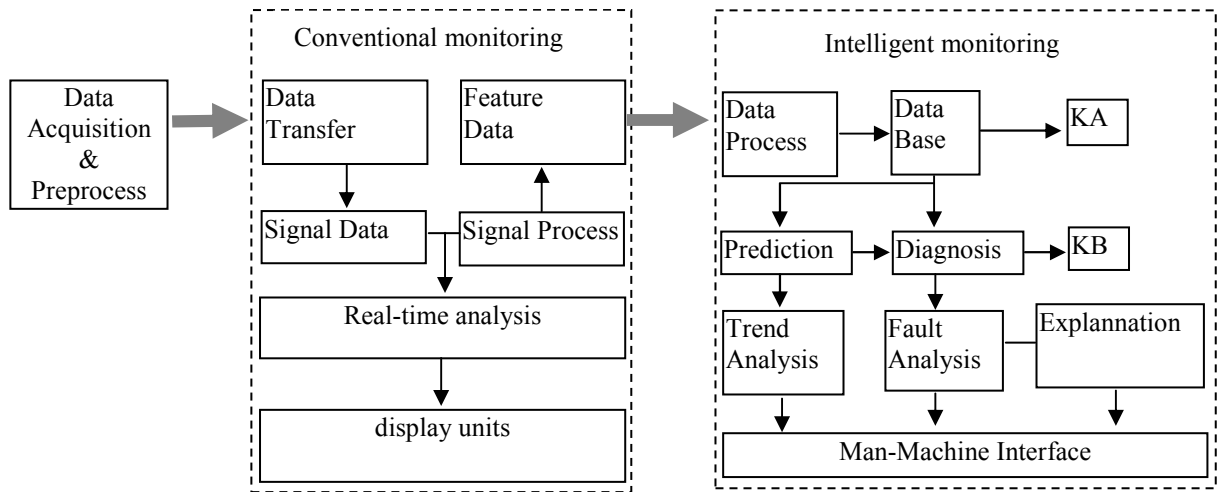 Conventional monitoring
Intelligent monitoring
Data
Acquisition
&
Preprocess
Data
Transfer
Feature
Data
Signal Data
Signal Process
Real-time analysis
display units
Data
Process
Data
Base
KA
Prediction
Diagnosis
KB
Trend
Analysis
Fault
Analysis
Explannation
Man-Machine Interface